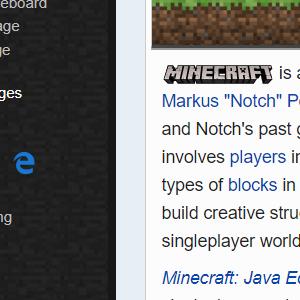 eboard
age
ge
ges
ng
MINECRAFT is a
Markus "Notch" Pe
and Notch's past g
involves players in
types of blocks in
build creative struc
singleplayer world
Minecraft: Java Ed